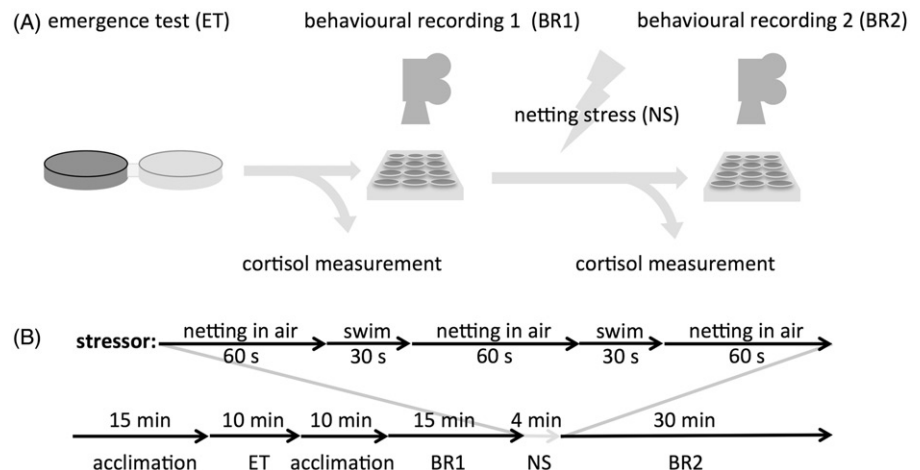 (A) emergence test (ET) behavioural recording 1 (BR1) behavioural recording 2 (BR2)
netting stress (NS)
cortisol measurement cortisol measurement
(B) stressor: netting in air swim netting in air swim netting in air
60 s 30 s 60 s 30 s 60 s
15 min 10 min 10 min 15 min 4 min 30 min
acclimation ET acclimation BR1 NS BR2